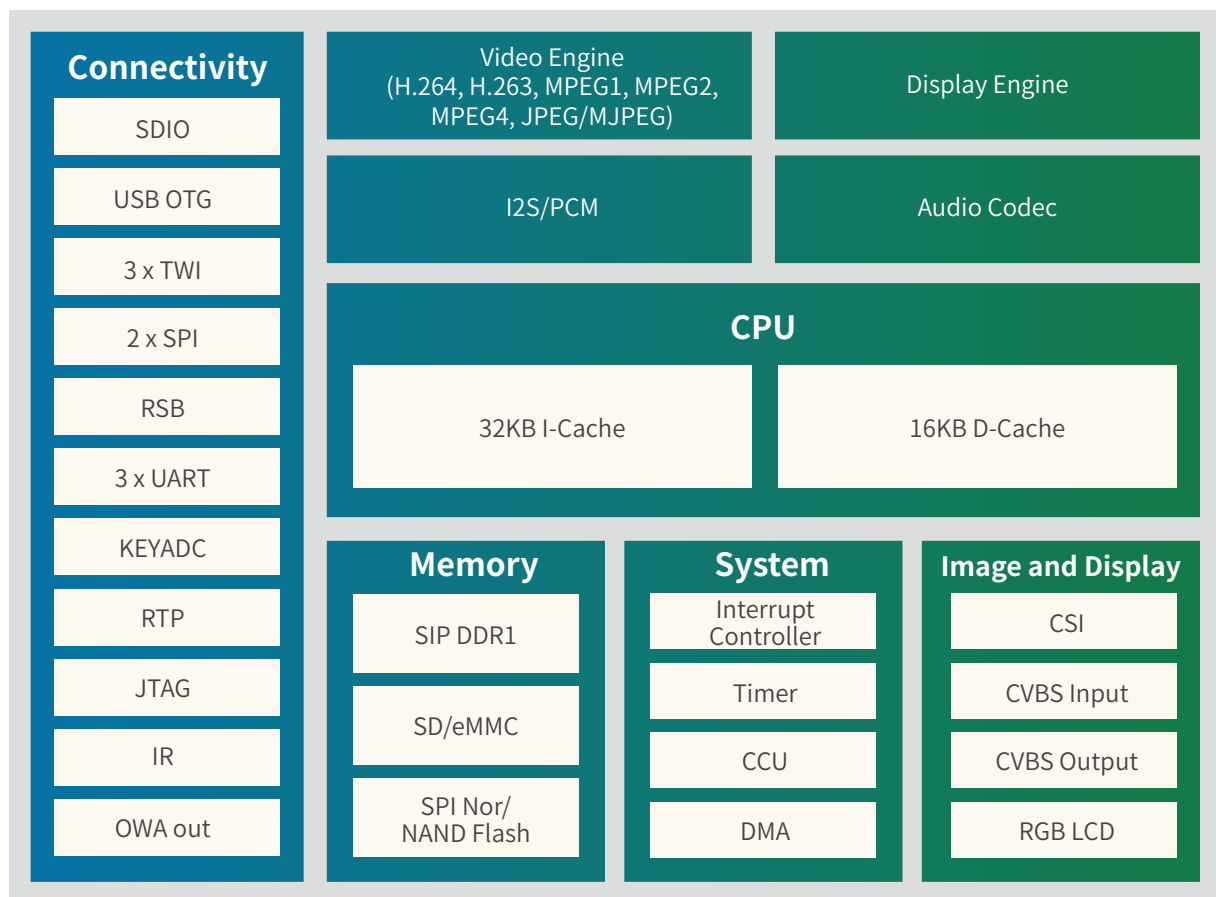 Connectivity
SDIO
USB OTG
3 x TWI
2 x SPI
RSB
3 x UART
KEYADC
RTP
JTAG
IR
OWA out
Video Engine
(H.264, H.263, MPEG1, MPEG2,
MPEG4, JPEG/MJPEG)
Display Engine
I2S/PCM
Audio Codec
CPU
32KB I-Cache
16KB D-Cache
Memory
SIP DDR1
SD/eMMC
SPI Nor/
NAND Flash
System
Interrupt
Controller
Timer
CCU
DMA
Image and Display
CSI
CVBS Input
CVBS Output
RGB LCD